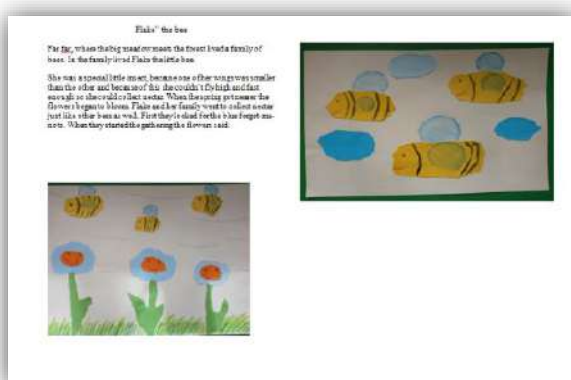 Flaks" the bee
Far far, where the big meadow meets the forest lived a family of
bees. In the family lived Flaks the little bee.
She was a special little insect, because one of her wings was smaller
than the other and because of this she couldn't fly high and fast
enough so she could collect nectar. When the spring got nearer the
flowers began to bloom. Flaks and her family went to collect nectar
just like other bees as well. First they looked for the blue forget-me-
nots. When they started the gathering the flowers said: